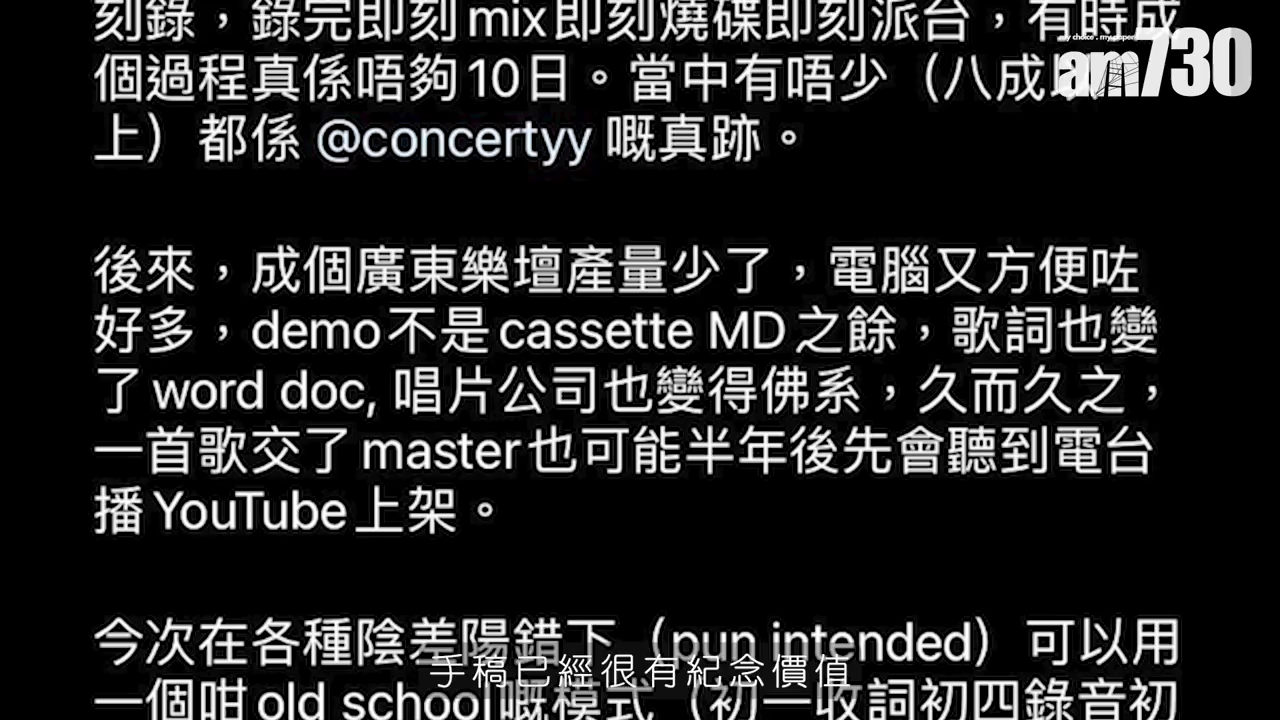 刻錄，錄完即刻mix即刻燒碟即刻派台，有時成
my choice . my paper
am730
個過程真係唔夠10日。當中有唔少（八成以
上）都係 @concertyy 嘅真跡。
後來，成個廣東樂壇產量少了，電腦又方便咗
好多，demo不是cassette MD之餘，歌詞也變
了word doc, 唱片公司也變得佛系，久而久之，
一首歌交了master也可能半年後先會聽到電台
播YouTube上架。
今次在各種陰差陽錯下（pun intended）可以用
手稿已經很有紀念價值
一個咁old school嘅模式（初一收詞初四錄音初